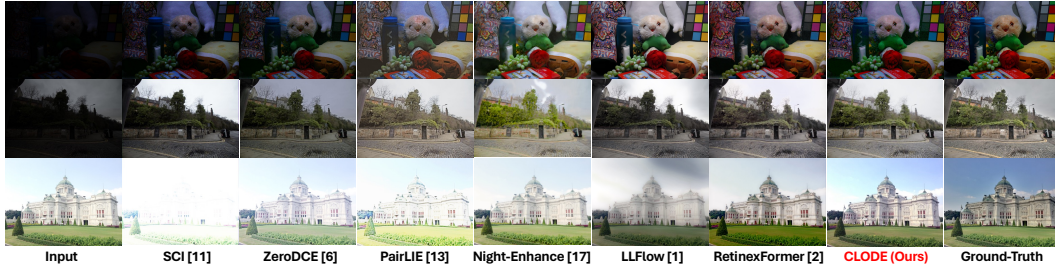 Input SCI [11] ZeroDCE [6] PairLIE [13] Night-Enhance [17] LLFlow [1] RetinexFormer [2] CLODE (Ours) Ground-Truth